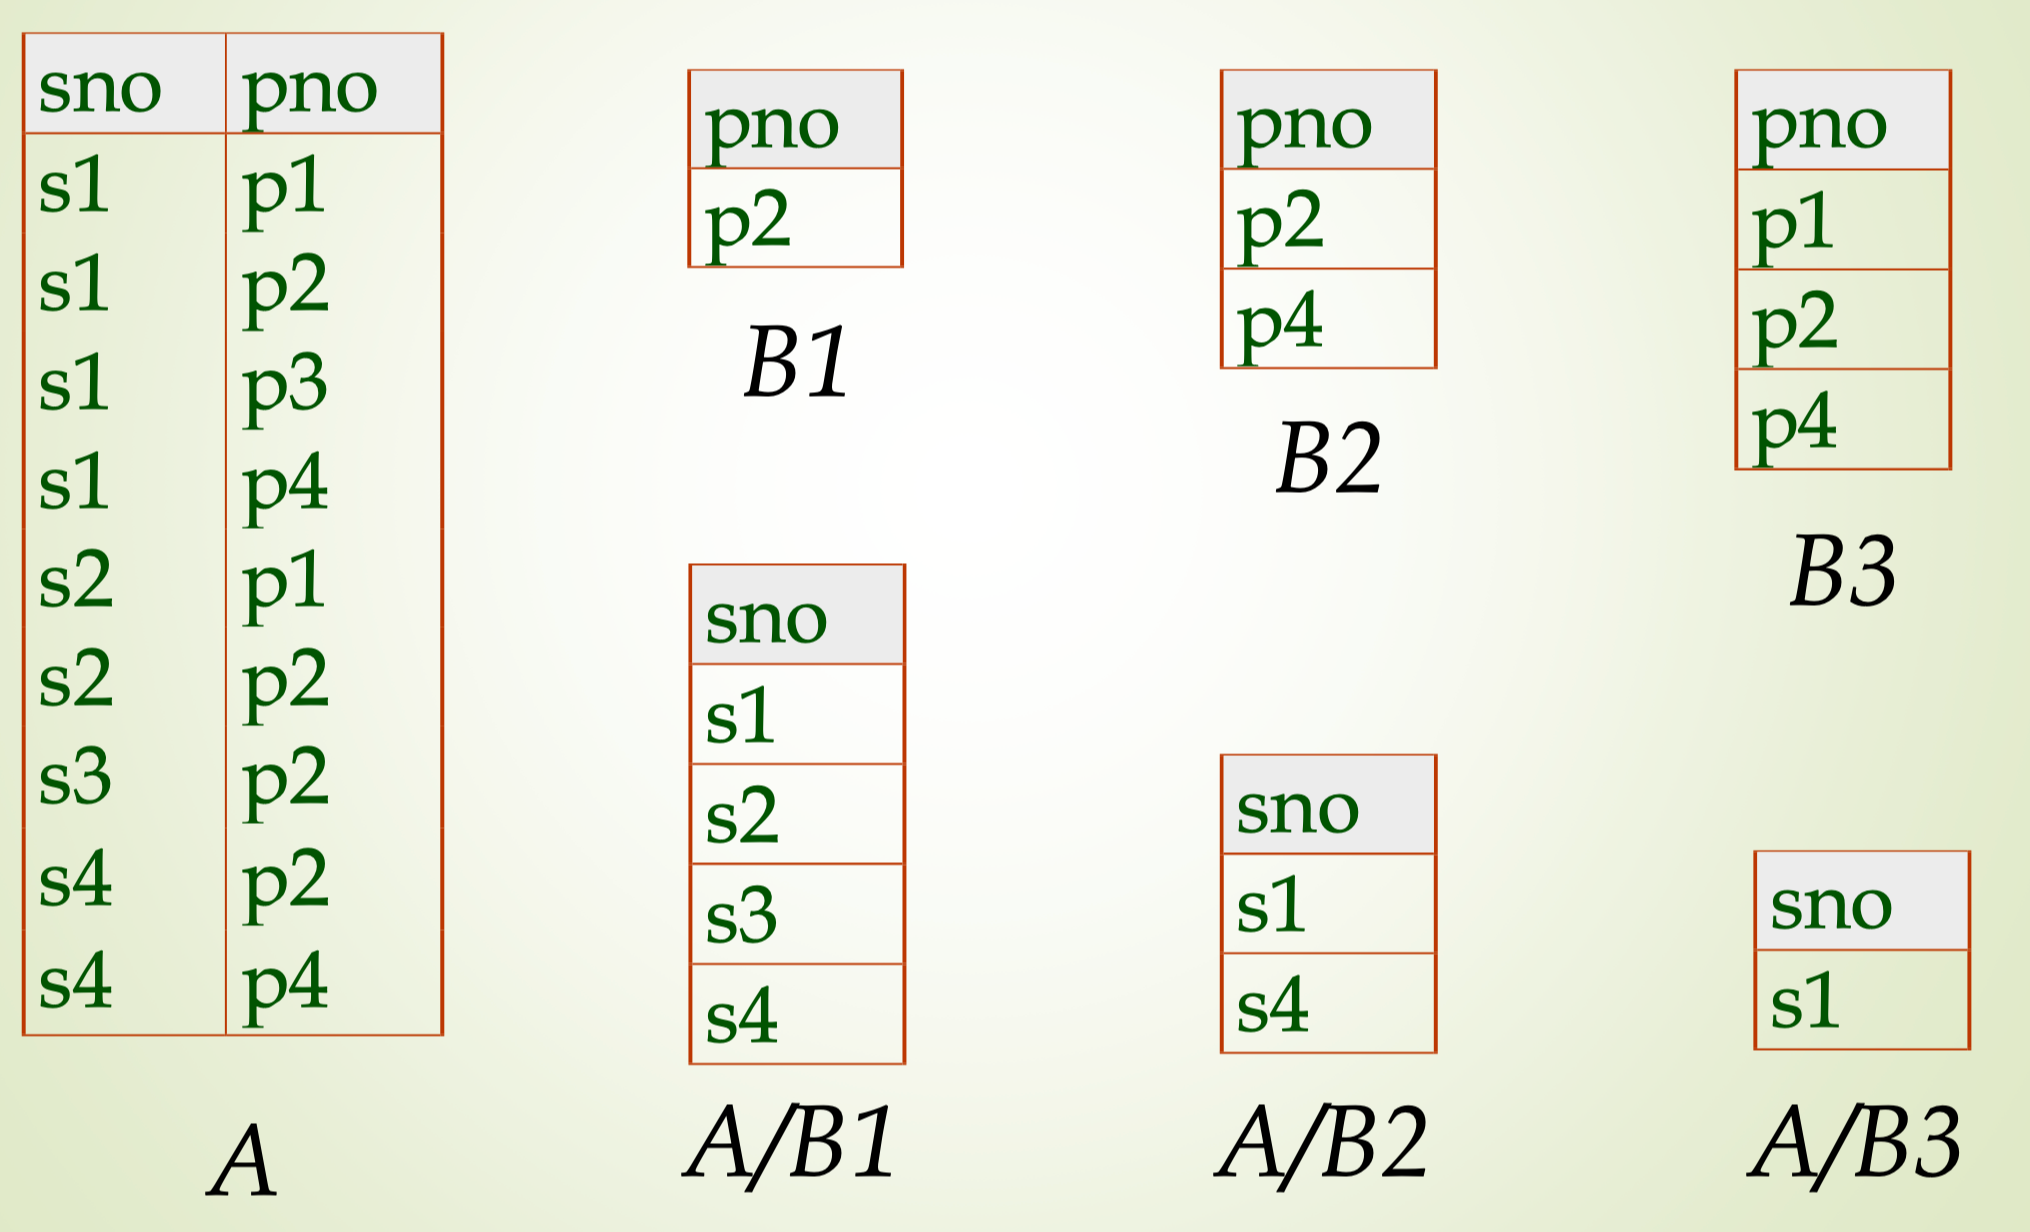 sno pno
s1 p1
s1 p2
s1 p3
s1 p4
s2 p1
s2 p2
s3 p2
s4 p2
s4 p4
A
pno
p2
B1
pno
p2
p4
B2
pno
p1
p2
p4
B3
sno
s1
s2
s3
s4
A/B1
sno
s1
s4
A/B2
sno
s1
A/B3